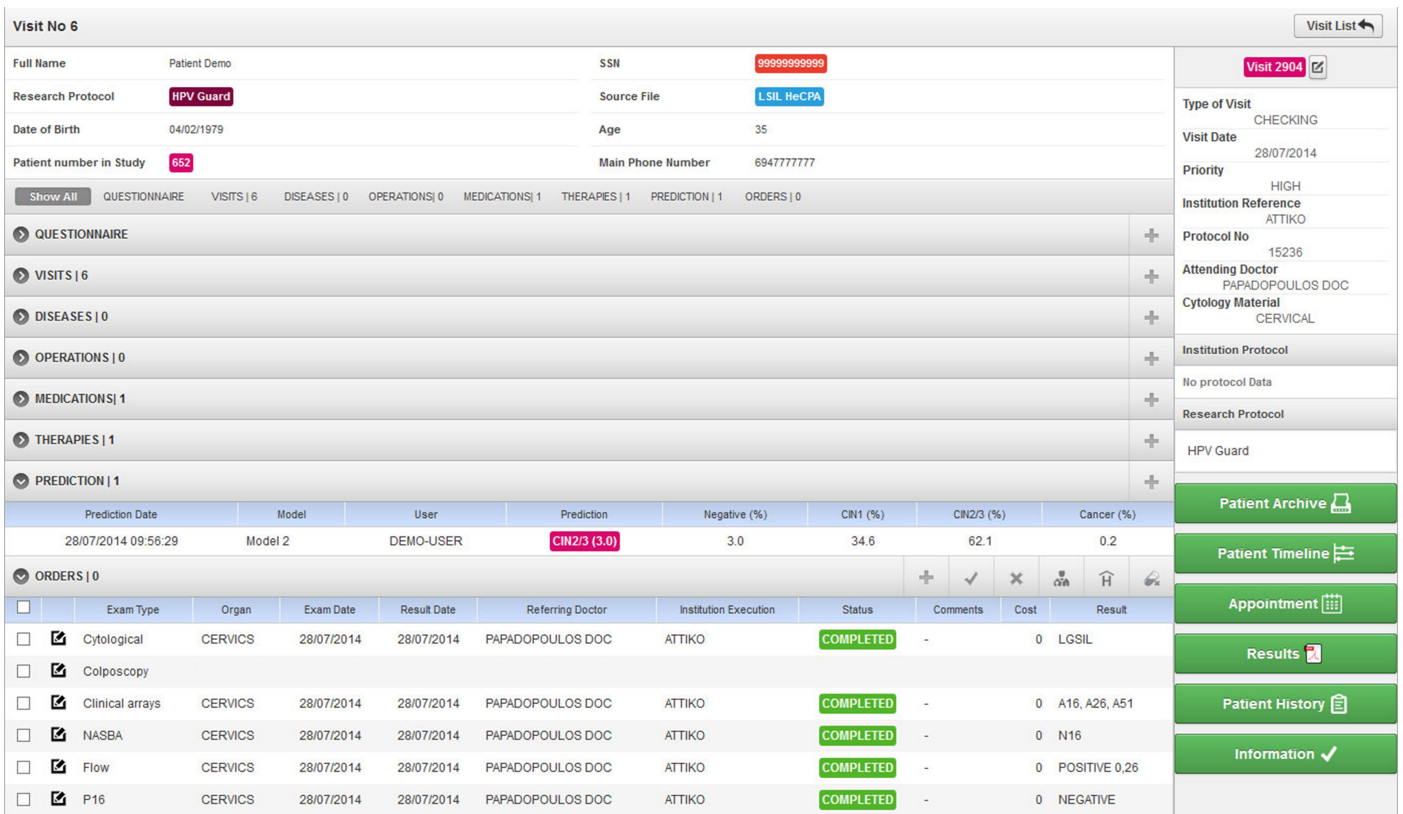 Visit No 6
Visit List
Full Name Patient Demo SSN 99999999999
Research Protocol HPV Guard Source File LSIL HeCPA
Date of Birth 04/02/1979 Age 35
Patient number in Study 652 Main Phone Number 6947777777
Show All QUESTIONNAIRE VISITS | 6 DISEASES | 0 OPERATIONS| 0 MEDICATIONS| 1 THERAPIES | 1 PREDICTION | 1 ORDERS | 0
QUESTIONNAIRE
VISITS | 6
DISEASES | 0
OPERATIONS | 0
MEDICATIONS| 1
THERAPIES | 1
PREDICTION | 1
Prediction Date Model User Prediction Negative (%) CIN1 (%) CIN2/3 (%) Cancer (%)
28/07/2014 09:56:29 Model 2 DEMO-USER CIN2/3 (3.0) 3.0 34.6 62.1 0.2
ORDERS | 0
Exam Type Organ Exam Date Result Date Referring Doctor Institution Execution Status Comments Cost Result
Cytological CERVICS 28/07/2014 28/07/2014 PAPADOPOULOS DOC ATTIKO COMPLETED - 0 LGSIL
Colposcopy
Clinical arrays CERVICS 28/07/2014 28/07/2014 PAPADOPOULOS DOC ATTIKO COMPLETED - 0 A16, A26, A51
NASBA CERVICS 28/07/2014 28/07/2014 PAPADOPOULOS DOC ATTIKO COMPLETED - 0 N16
Flow CERVICS 28/07/2014 28/07/2014 PAPADOPOULOS DOC ATTIKO COMPLETED - 0 POSITIVE 0,26
P16 CERVICS 28/07/2014 28/07/2014 PAPADOPOULOS DOC ATTIKO COMPLETED - 0 NEGATIVE
Visit 2904
Type of Visit
CHECKING
Visit Date
28/07/2014
Priority
HIGH
Institution Reference
ATTIKO
Protocol No
15236
Attending Doctor
PAPADOPOULOS DOC
Cytology Material
CERVICAL
Institution Protocol
No protocol Data
Research Protocol
HPV Guard
Patient Archive
Patient Timeline
Appointment
Results
Patient History
Information